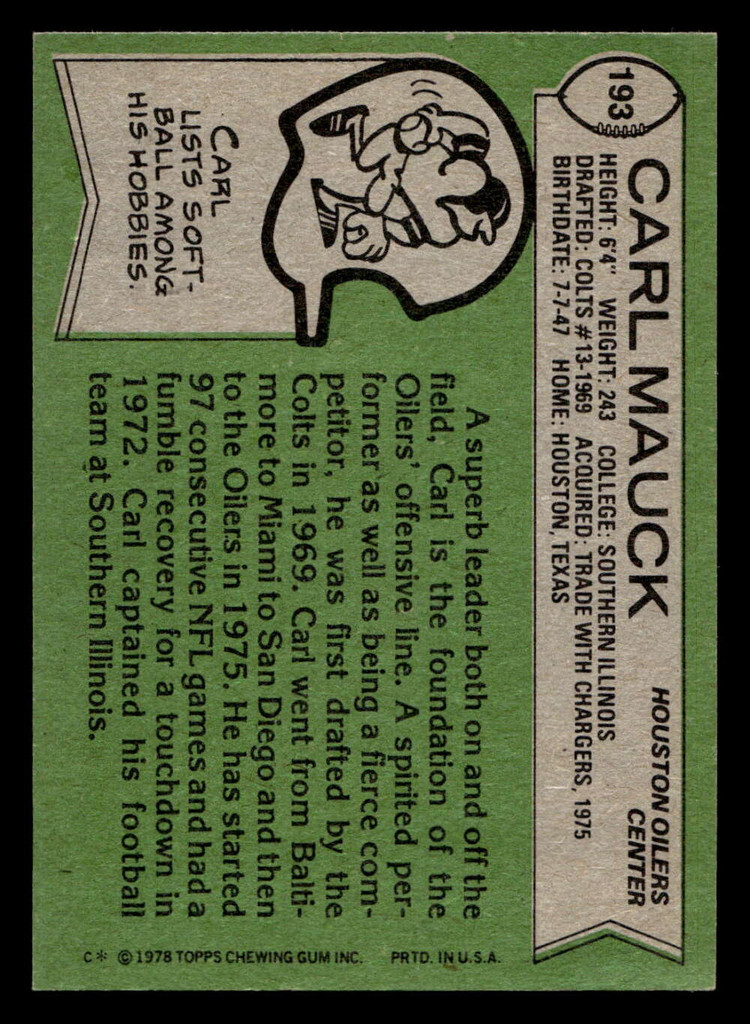 193
CARL MAUCK
HOUSTON OILERS
CENTER
HEIGHT: 6'4" WEIGHT: 243 COLLEGE: SOUTHERN ILLINOIS
DRAFTED: COLTS #13-1969 ACQUIRED: TRADE WITH CHARGERS, 1975
BIRTHDATE: 7-7-47 HOME: HOUSTON, TEXAS
CARL
LISTS SOFT-
BALL AMONG
HIS HOBBIES.
A superb leader both on and off the
field, Carl is the foundation of the
Oilers' offensive line. A spirited per-
former as well as being a fierce com-
petitor, he was first drafted by the
Colts in 1969. Carl went from Balti-
more to Miami to San Diego and then
to the Oilers in 1975. He has started
97 consecutive NFL games and had a
fumble recovery for a touchdown in
1972. Carl captained his football
team at Southern Illinois.
C* © 1978 TOPPS CHEWING GUM INC. PRTD. IN U.S.A.